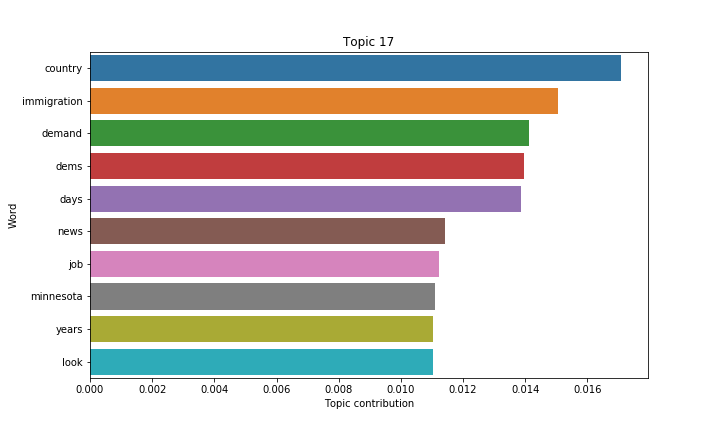 Topic 17
Word
country
immigration
demand
dems
days
news
job
minnesota
years
look
0.000 0.002 0.004 0.006 0.008 0.010 0.012 0.014 0.016
Topic contribution